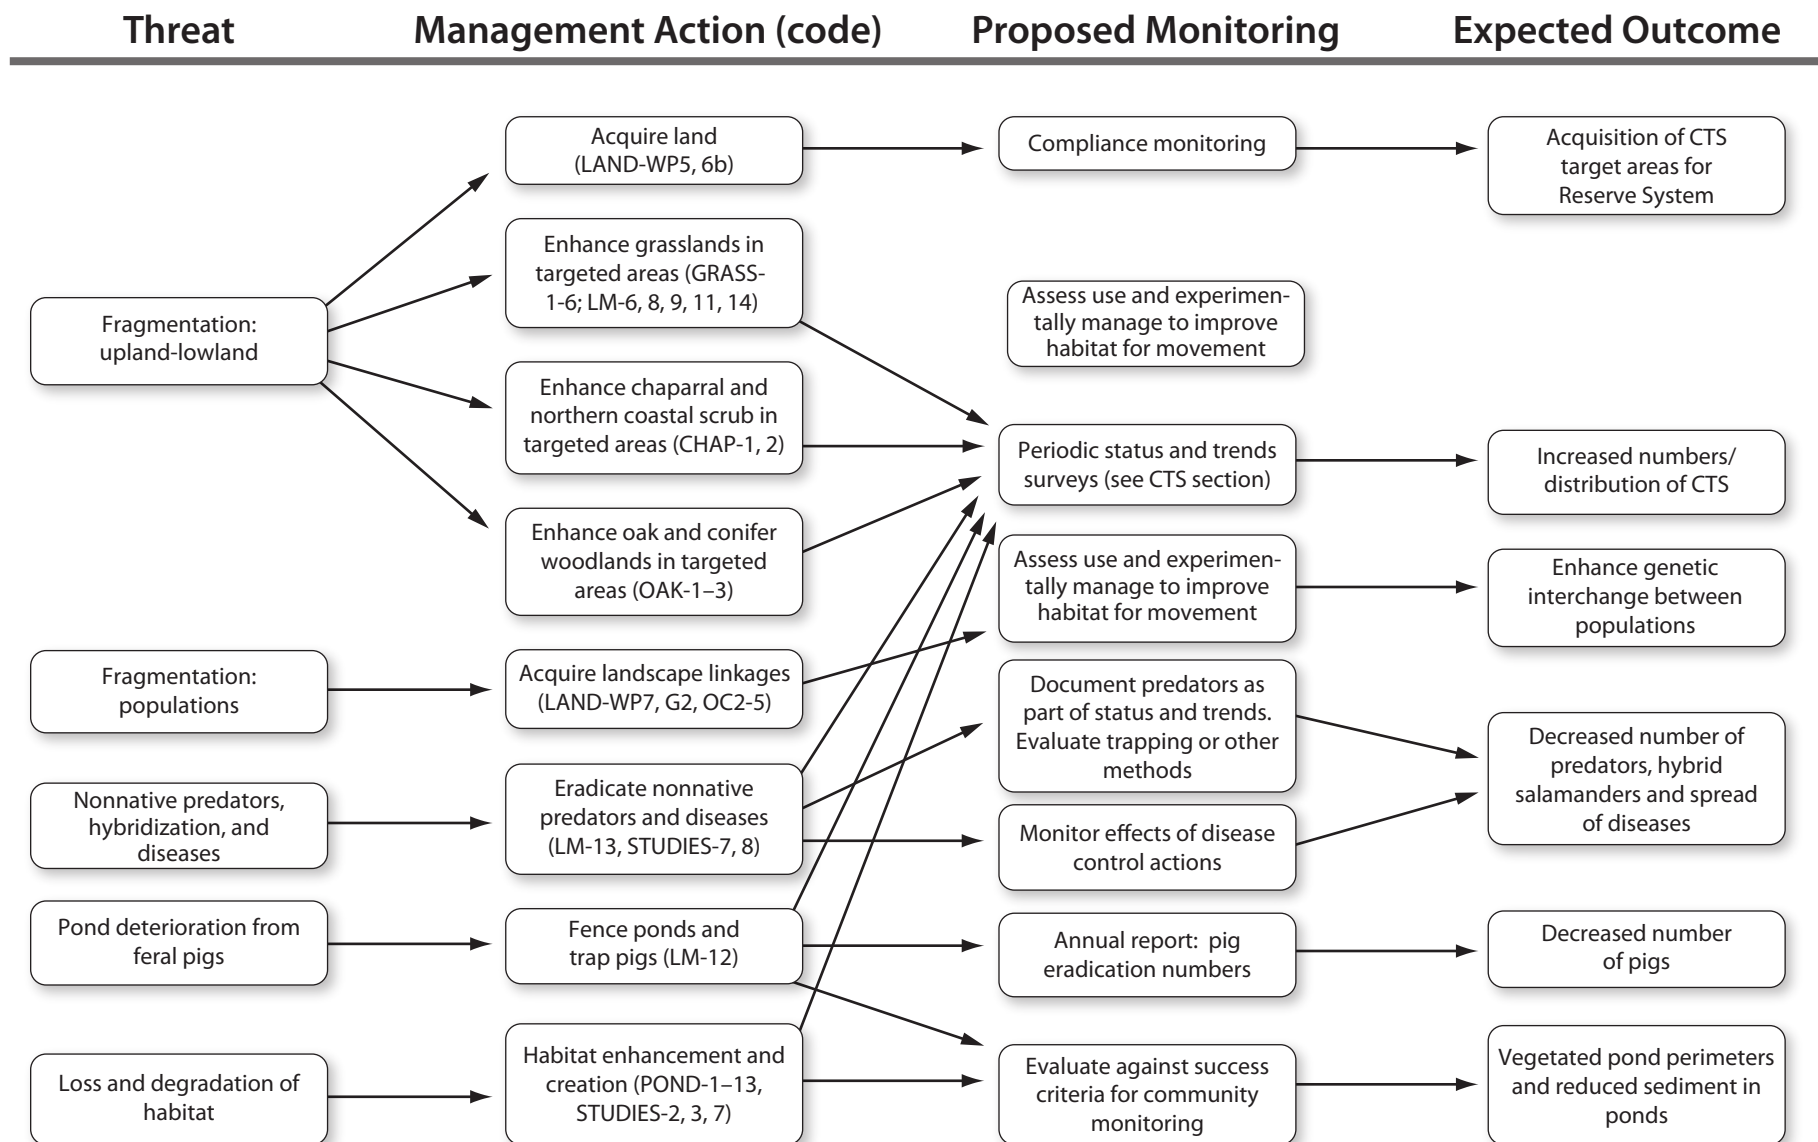 Threat
Management Action (code)
Proposed Monitoring
Expected Outcome
Fragmentation:
upland-lowland
Acquire land
(LAND-WP5, 6b)
Compliance monitoring
Acquisition of CTS
target areas for
Reserve System
Enhance grasslands in
targeted areas (GRASS-
1-6; LM-6, 8, 9, 11, 14)
Assess use and experimen-
tally manage to improve
habitat for movement
Enhance chaparral and
northern coastal scrub in
targeted areas (CHAP-1, 2)
Periodic status and trends
surveys (see CTS section)
Increased numbers/
distribution of CTS
Enhance oak and conifer
woodlands in targeted
areas (OAK-1–3)
Fragmentation:
populations
Acquire landscape linkages
(LAND-WP7, G2, OC2-5)
Assess use and experimen-
tally manage to improve
habitat for movement
Enhance genetic
interchange between
populations
Nonnative predators,
hybridization, and
diseases
Eradicate nonnative
predators and diseases
(LM-13, STUDIES-7, 8)
Document predators as
part of status and trends.
Evaluate trapping or other
methods
Monitor effects of disease
control actions
Decreased number of
predators, hybrid
salamanders and spread
of diseases
Pond deterioration from
feral pigs
Fence ponds and
trap pigs (LM-12)
Annual report:  pig
eradication numbers
Decreased number
of pigs
Loss and degradation of
habitat
Habitat enhancement and
creation (POND-1–13,
STUDIES-2, 3, 7)
Evaluate against success
criteria for community
monitoring
Vegetated pond perimeters
and reduced sediment in
ponds